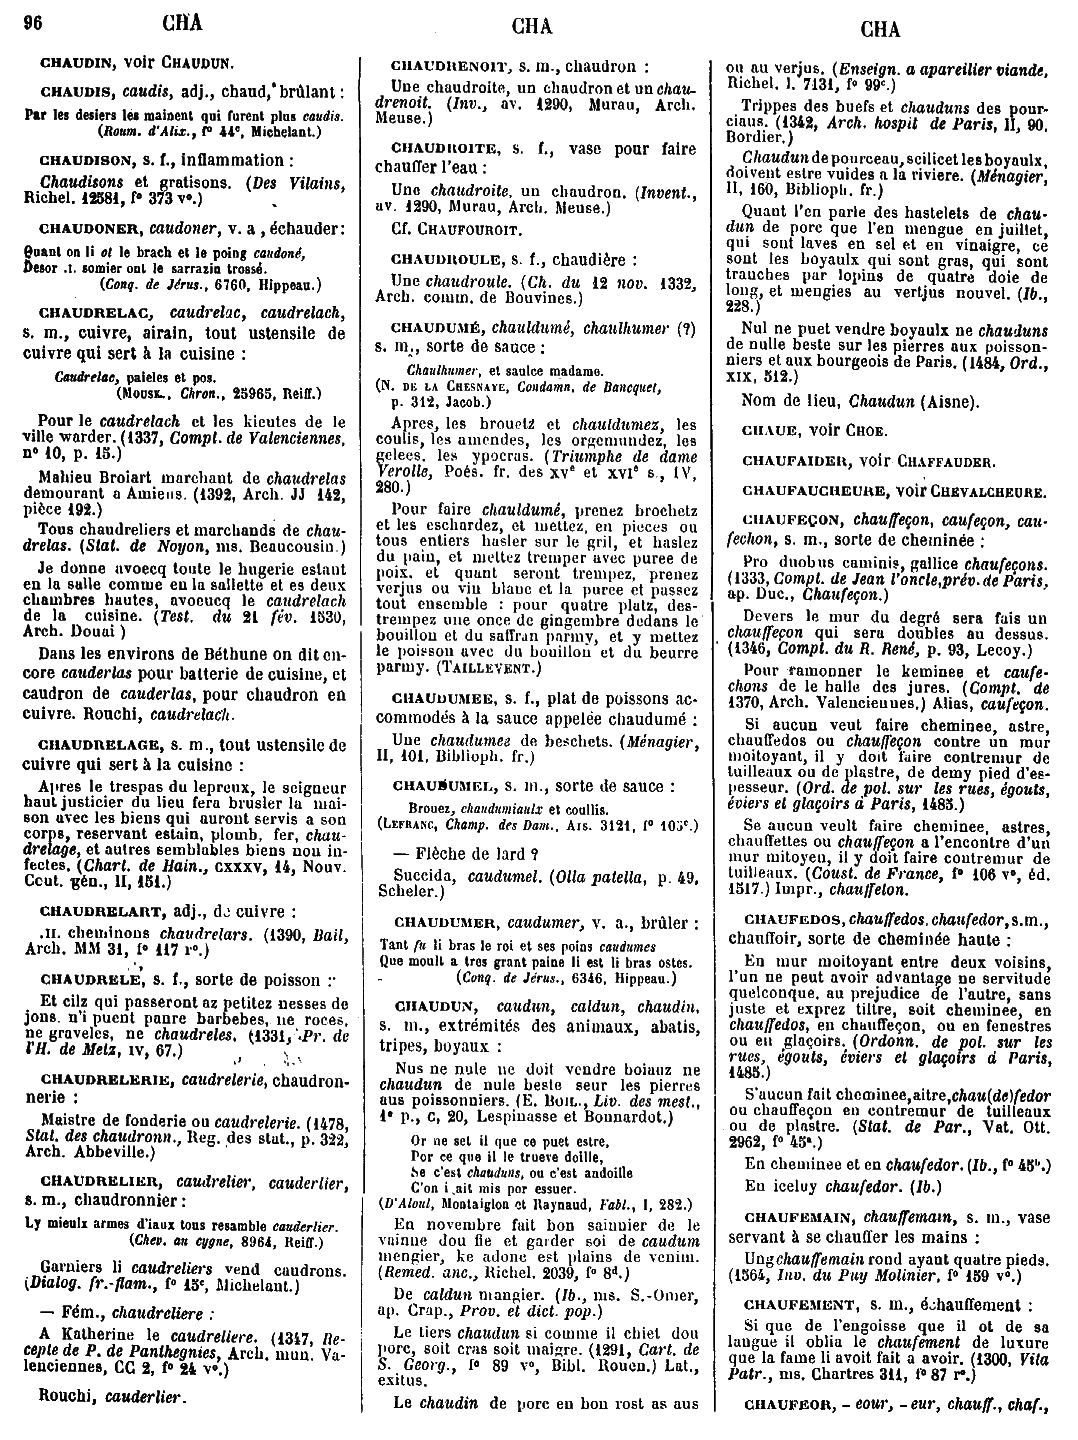 96 CHA CHA CHA
CHAUDIN, voir CHAUDUN.
CHAUDIS, caudis, adj., chaud, brûlant :
Par les desiers les mainent qui furent plus caudis.
(Roum. d'Alix., f° 44c, Michelant.)
CHAUDISON, s. f., inflammation :
Chaudisons et gratisons. (Des Vilains,
Richel. 12581, f° 373 v°.)
CHAUDONER, caudoner, v. a, échauder:
Quant on li ot le brach et le poing caudoné,
Desor .I. somier ont le sarrazin trossé.
(Conq. de Jérus., 6760, Hippeau.)
CHAUDRELAC, caudrelac, caudrelach,
s. m., cuivre, airain, tout ustensile de
cuivre qui sert à la cuisine :
Caudrelac, paieles et pos.
(MOUSK., Chron., 25965, Reiff.)
Pour le caudrelach et les kieutes de le
ville warder. (1337, Compt. de Valenciennes,
n° 10, p. 15.)
Mahieu Broiart marchant de chaudrelas
demourant a Amiens. (1392, Arch. JJ 142,
pièce 192.)
Tous chaudreliers et marchands de chau-
drelas. (Stat. de Noyon, ms. Beaucousin.)
Je donne avoecq toute le hugerie estant
en la salle comme en la sallette et es deux
chambres hautes, avoeucq le caudrelach
de la cuisine. (Test. du 21 fév. 1530,
Arch. Douai )
Dans les environs de Béthune on dit en-
core cauderlas pour batterie de cuisine, et
caudron de cauderlas, pour chaudron en
cuivre. Rouchi, caudrelach.
CHAUDRELAGE, s. m., tout ustensile de
cuivre qui sert à la cuisine :
Apres le trespas du lepreux, le seigneur
haut justicier du lieu fera brusler la mai-
son avec les biens qui auront servis a son
corps, reservant estain, plomb, fer, chau-
drelage, et autres semblables biens non in-
fectes. (Chart. de Hain., CXXXV, 14, Nouv.
Cout. gén., II, 151.)
CHAUDRELART, adj., de cuivre :
.II. cheminons chaudrelars. (1390, Bail,
Arch. MM 31, f° 117 r°.)
CHAUDRELE, s. f., sorte de poisson :
Et cilz qui passeront az petitez nesses de
jons, n'i puent panre barbebes, ne roces,
ne graveles, ne chaudreles. (1331, Pr. de
l'H. de Metz, IV, 67.)
CHAUDRELERIE, caudrelerie, chaudron-
nerie :
Maistre de fonderie ou caudrelerie. (1478,
Stat. des chaudronn., Reg. des stat., p. 322,
Arch. Abbeville.)
CHAUDRELIER, caudrelier, cauderlier,
s. m., chaudronnier :
Ly mieulx armes d'iaux tous resamble cauderlier.
(Chev. au cygne, 8964, Reiff.)
Garniers li caudreliers vend caudrons.
(Dialog. fr.-flam., f° 15c, Michelant.)
— Fém., chaudreliere :
A Katherine le caudreliere. (1347, Re-
cepte de P. de Panthegnies, Arch. mun. Va-
lenciennes, CC 2, f° 24 v°.)
Rouchi, cauderlier.
CHAUDRENOIT, s. m., chaudron :
Une chaudroite, un chaudron et un chau-
drenoit. (Inv., av. 1290, Murau, Arch.
Meuse.)
CHAUDROITE, s. f., vase pour faire
chauffer l'eau :
Une chaudroite, un chaudron. (Invent.,
av. 1290, Murau, Arch. Meuse.)
Cf. CHAUFOUROIT.
CHAUDROULE, s. f., chaudière :
Une chaudroute. (Ch. du 12 nov. 1332,
Arch. comm. de Bouvines.)
CHAUDUMÉ, chauldumé, chaulhumer (?)
s. m., sorte de sauce :
Chaulhumer, et saulce madame.
(N. DE LA CHESNAYE, Condamn. de Bancquet,
p. 312, Jacob.)
Apres, les brouetz et chauldumez, les
coulis, les amendes, les orgemundez, les
gelees, les ypocras. (Triumphe de dame
Verolle, Poés. fr. des XVe et XVIe s., IV,
280.)
Pour faire chauldumé, prenez brochetz
et les eschardez, et mettez, en pieces ou
tous entiers hasler sur le gril, et haslez
du pain, et mettez tremper avec puree de
poix, et quant seront trempez, prenez
verjus ou vin blanc et la puree et passez
tout ensemble : pour quatre platz, des-
trempez une once de gingembre dedans le
bouillon et du saffran parmy, et y mettez
le poisson avec du bouillon et du beurre
parmy. (TAILLEVENT.)
CHAUDUMEE, s. f., plat de poissons ac-
commodés à la sauce appelée chaudumé :
Une chaudumee de beschets. (Ménagier,
II, 101, Biblioph. fr.)
CHAUDUMEL, s. m., sorte de sauce :
Brouez, chaudumiaulx et coullis.
(LEFRANC, Champ. des Dam., Ars. 3121, f° 105c.)
— Flèche de lard ?
Succida, caudumel. (Olla patella, p. 49,
Scheler.)
CHAUDUMER, caudumer, v. a., brûler :
Tant fu li bras le roi et ses poins caudumes
Que moult a tres grant paine li est li bras ostes.
(Conq. de Jérus., 6346, Hippeau.)
CHAUDUN, caudun, caldun, chaudin,
s. m., extrémités des animaux, abatis,
tripes, boyaux :
Nus ne nule ne doit vendre boiauz ne
chaudun de nule beste seur les pierres
aus poissonniers. (E. BOIL., Liv. des mest.,
1e p., C, 20, Lespinasse et Bonnardot.)
Or ne set il que ce puet estre,
Por ce que il le trueve doille,
Se c'est chauduns, ou c'est andoille
C'on i ait mis por essuer.
(D'Aloul, Montaiglon et Raynaud, Fabl., I, 282.)
En novembre fait bon sainnier de le
vainne dou fie et garder soi de caudum
mengier, ke adonc est plains de venim.
(Remed. anc., Richel. 2039, f° 8d.)
De caldun mangier. (Ib., ms. S.-Omer,
ap. Crap., Prov. et dict. pop.)
Le tiers chaudun si comme il chiet dou
porc, soit cras soit maigre. (1291, Cart. de
S. Georg., f° 89 v°, Bibl. Rouen.) Lat.,
exitus.
Le chaudin de porc en bon rost as aus
ou au verjus. (Enseign. a apareilier viande,
Richel. l. 7131, f° 99c.)
Trippes des buefs et chauduns des pour-
ciaus. (1342, Arch. hospit de Paris, II, 90,
Bordier.)
Chaudun de pourceau, scilicet les boyaulx,
doivent estre vuides a la riviere. (Ménagier,
II, 160, Biblioph. fr.)
Quant l'en parle des hastelets de chau-
dun de porc que l'en mengue en juillet,
qui sont laves en sel et en vinaigre, ce
sont les boyaulx qui sont gras, qui sont
trauches par lopins de quatre doie de
long, et mengies au vertjus nouvel. (Ib.,
228.)
Nul ne puet vendre boyaulx ne chauduns
de nulle beste sur les pierres aux poisson-
niers et aux bourgeois de Paris. (1484, Ord.,
XIX, 512.)
Nom de lieu, Chaudun (Aisne).
CHAUE, voir CHOE.
CHAUFAIDER, voir CHAFFAUDER.
CHAUFAUCHEURE, voir CHEVALCHEURE.
CHAUFEÇON, chauffeçon, caufeçon, cau-
fechon, s. m., sorte de cheminée :
Pro duobus caminis, gallice chaufeçons.
(1333, Compt. de Jean l'oncle, prév. de Paris,
ap. Duc., Chaufeçon.)
Devers le mur du degré sera fais un
chauffeçon qui sera doubles au dessus.
(1346, Compt. du R. René, p. 93, Lecoy.)
Pour ramonner le keminee et caufe-
chons de le halle des jures. (Compt. de
1370, Arch. Valenciennes.) Alias, caufeçon.
Si aucun veut faire cheminee, astre,
chauffedos ou chauffeçon contre un mur
moitoyant, il y doit faire contremur de
tuilleaux ou de plastre, de demy pied d'es-
pesseur. (Ord. de pol. sur les rues, égouts,
éviers et glaçoirs à Paris, 1485.)
Se aucun veult faire cheminee, astres,
chauffettes ou chauffeçon a l'encontre d'un
mur mitoyen, il y doit faire contremur de
tuilleaux. (Coust. de France, f° 106 v°, éd.
1517.) Impr., chauffeton.
CHAUFEDOS, chauffedos, chaufedor, s. m.,
chauffoir, sorte de cheminée haute :
En mur moitoyant entre deux voisins,
l'un ne peut avoir advantage ne servitude
quelconque, au prejudice de l'autre, sans
juste et exprez tiltre, soit cheminee, en
chauffedos, en chauffeçon, ou en fenestres
ou en glaçoirs. (Ordonn. de pol. sur les
rues, égouts, éviers et glaçoirs à Paris,
1485.)
S'aucun fait cheminee, aitre, chau(de)fedor
ou chauffeçon en contremur de tuilleaux
ou de plastre. (Stat. de Par., Vat. Ott.
2962, f° 45a.)
En cheminee et en chaufedor. (Ib., f° 45b.)
En iceluy chaufedor. (Ib.)
CHAUFEMAIN, chauffemain, s. m., vase
servant à se chauffer les mains :
Ung chauffemain rond ayant quatre pieds.
(1564, Inv. du Puy Molinier, f° 159 v°.)
CHAUFEMENT, s. m., échauffement :
Si que de l'engoisse que il ot de sa
langue il oblia le chaufement de luxure
que la fame li avoit fait a avoir. (1300, Vita
Patr., ms. Chartres 311, f° 87 r°.)
CHAUFEOR, - eour, - eur, chauff., chaf.,